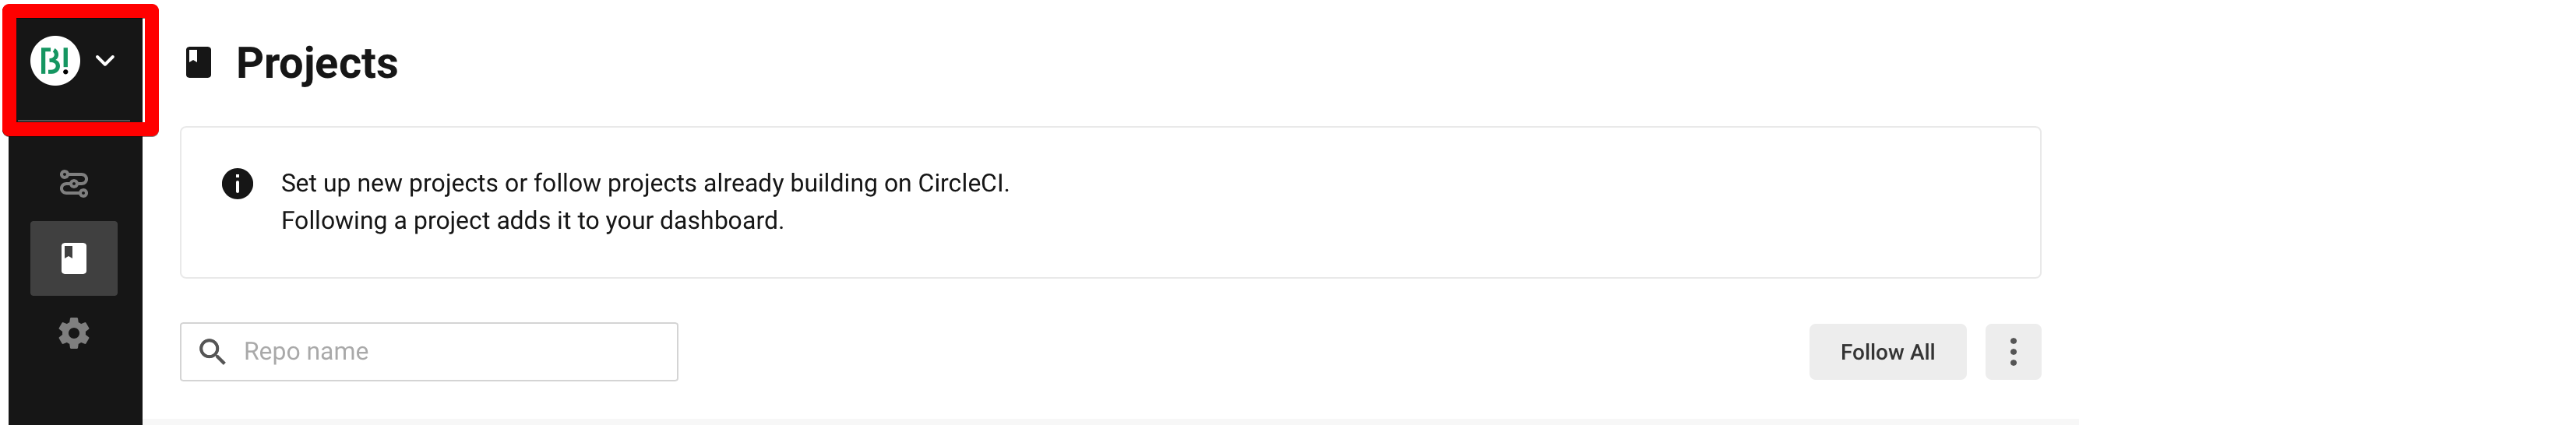 B!
Projects
Set up new projects or follow projects already building on CircleCI.
Following a project adds it to your dashboard.
Repo name
Follow All